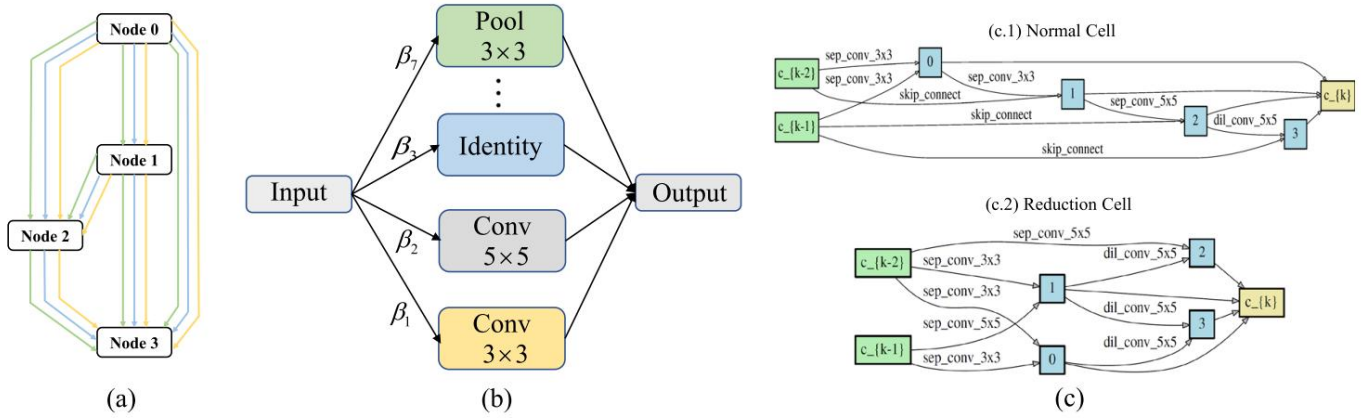 Node 0
Node 1
Node 2
Node 3
(a)
Input
β7
β3
β2
β1
Pool
3×3
⋮
Identity
Conv
5×5
Conv
3×3
Output
(b)
(c.1) Normal Cell
c_{k-2}
c_{k-1}
sep_conv_3x3
sep_conv_3x3
skip_connect
skip_connect
skip_connect
0
sep_conv_3x3
1
sep_conv_5x5
2
dil_conv_5x5
3
c_{k}
(c.2) Reduction Cell
c_{k-2}
c_{k-1}
sep_conv_5x5
sep_conv_3x3
sep_conv_3x3
sep_conv_5x5
sep_conv_3x3
1
0
dil_conv_5x5
dil_conv_5x5
dil_conv_5x5
2
3
c_{k}
(c)